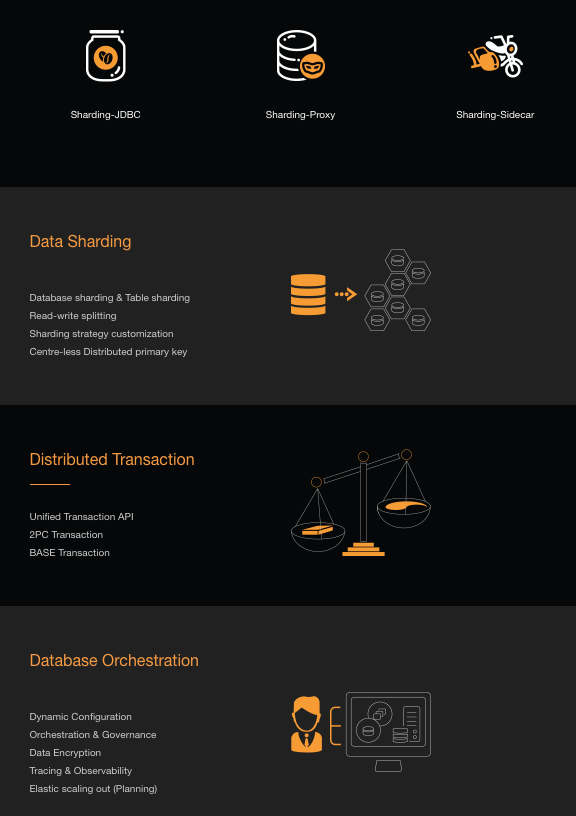 Sharding-JDBC
Sharding-Proxy
Sharding-Sidecar
Data Sharding
Database sharding & Table sharding
Read-write splitting
Sharding strategy customization
Centre-less Distributed primary key
Distributed Transaction
Unified Transaction API
2PC Transaction
BASE Transaction
Database Orchestration
Dynamic Configuration
Orchestration & Governance
Data Encryption
Tracing & Observability
Elastic scaling out (Planning)